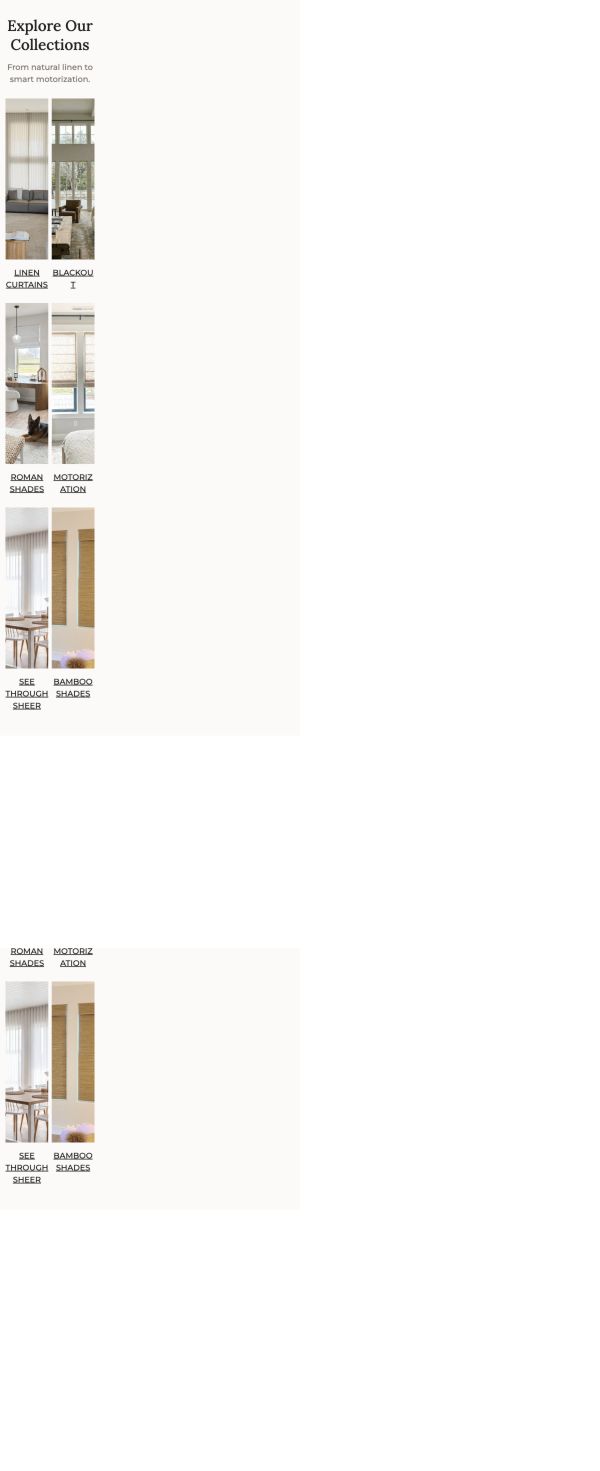 Explore Our
Collections
From natural linen to
smart motorization.
LINEN
CURTAINS
BLACKOU
T
ROMAN
SHADES
MOTORIZ
ATION
SEE
THROUGH
SHEER
BAMBOO
SHADES
ROMAN
SHADES
MOTORIZ
ATION
SEE
THROUGH
SHEER
BAMBOO
SHADES